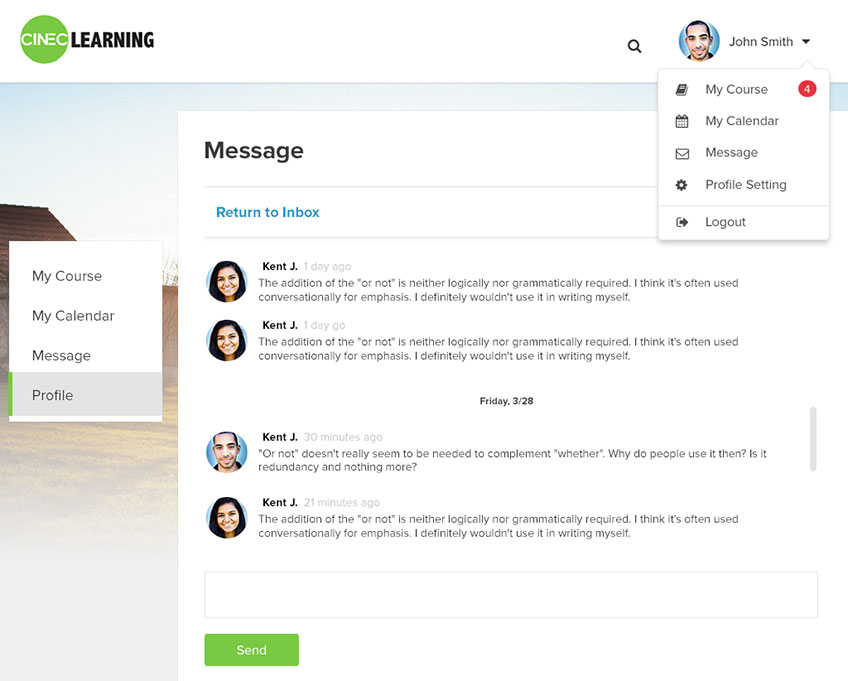 CINEC LEARNING
John Smith
My Course 4
My Calendar
Message
Profile Setting
Logout
Message
Return to Inbox
My Course
My Calendar
Message
Profile
Kent J. 1 day ago
The addition of the "or not" is neither logically nor grammatically required. I think it's often used
conversationally for emphasis. I definitely wouldn't use it in writing myself.
Kent J. 1 day go
The addition of the "or not" is neither logically nor grammatically required. I think it's often used
conversationally for emphasis. I definitely wouldn't use it in writing myself.
Friday, 3/28
Kent J. 30 minutes ago
"Or not" doesn't really seem to be needed to complement "whether". Why do people use it then? Is it
redundancy and nothing more?
Kent J. 21 minutes ago
The addition of the "or not" is neither logically nor grammatically required. I think it's often used
conversationally for emphasis. I definitely wouldn't use it in writing myself.
Send